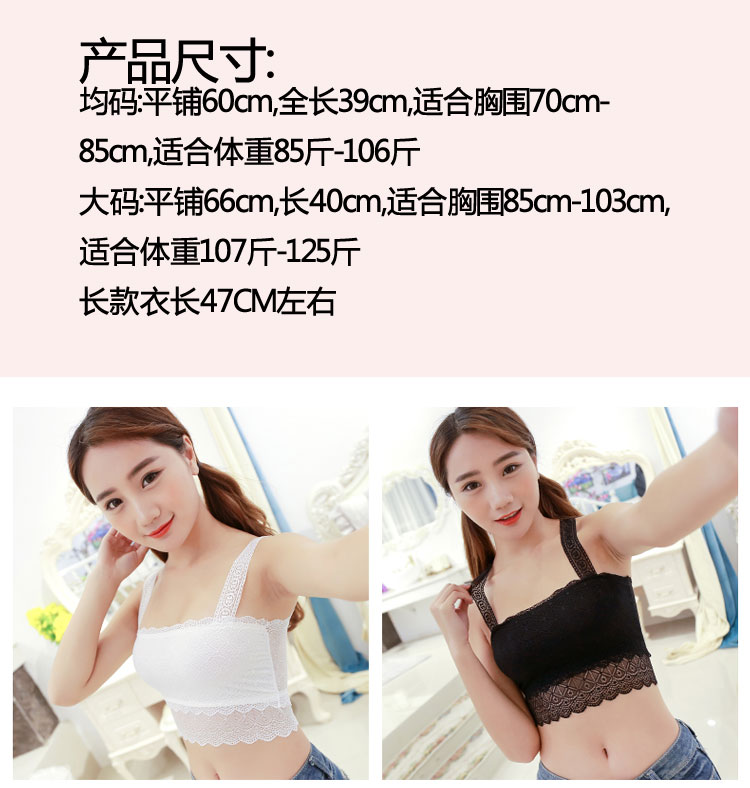 产品尺寸:
均码:平铺60cm,全长39cm,适合胸围70cm-
85cm,适合体重85斤-106斤
大码:平铺66cm,长40cm,适合胸围85cm-103cm,
适合体重107斤-125斤
长款衣长47CM左右